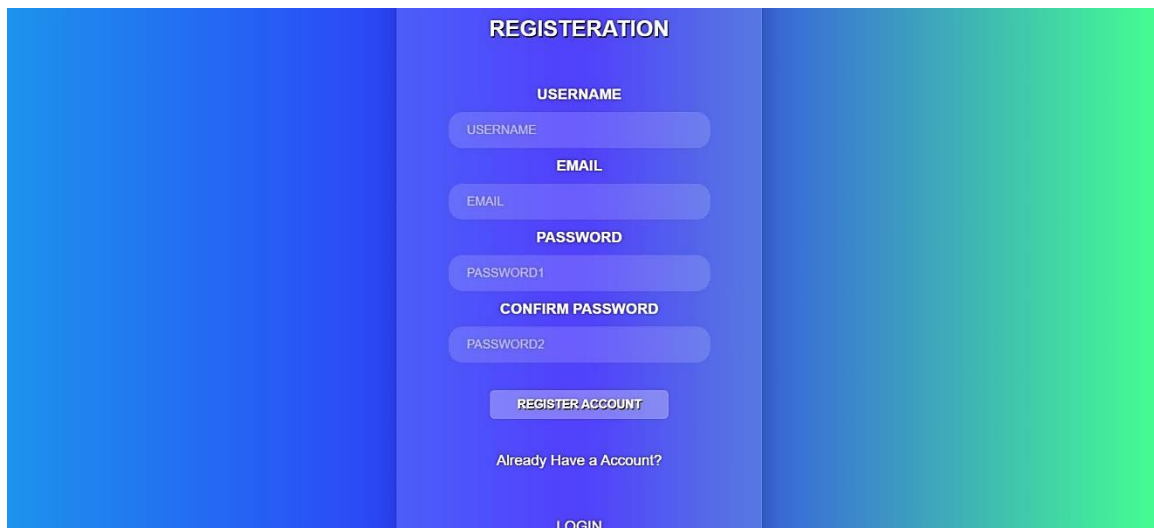 REGISTERATION
USERNAME
USERNAME
EMAIL
EMAIL
PASSWORD
PASSWORD1
CONFIRM PASSWORD
PASSWORD2
REGISTER ACCOUNT
Already Have a Account?
LOGIN